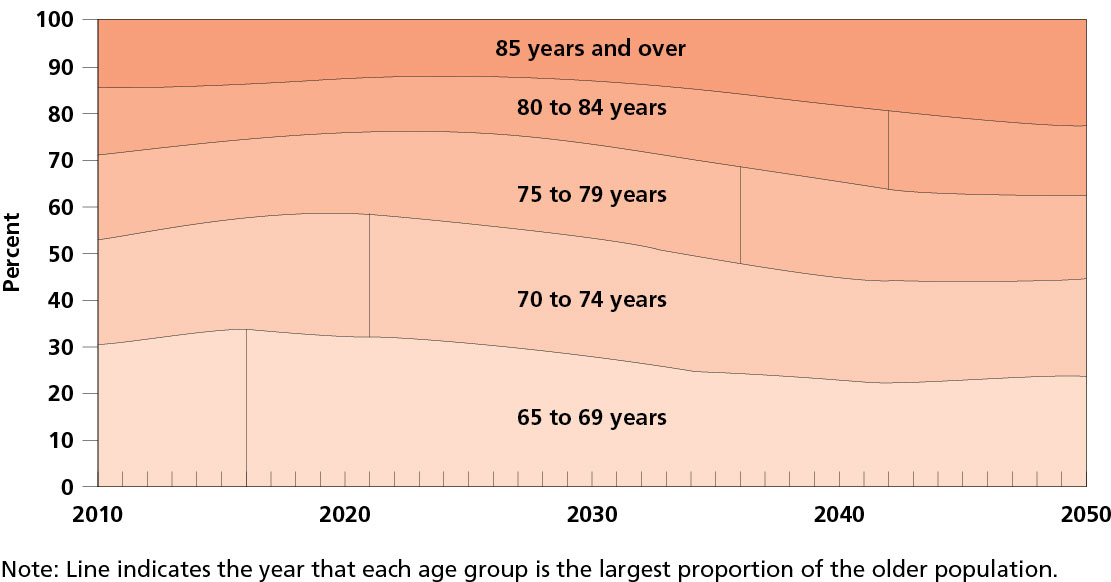 100
85 years and over
90
80 to 84 years
80
70
75 to 79 years
60
Percent
50
70 to 74 years
40
30
20
65 to 69 years
10
0
2010 2020 2030 2040 2050
Note: Line indicates the year that each age group is the largest proportion of the older population.